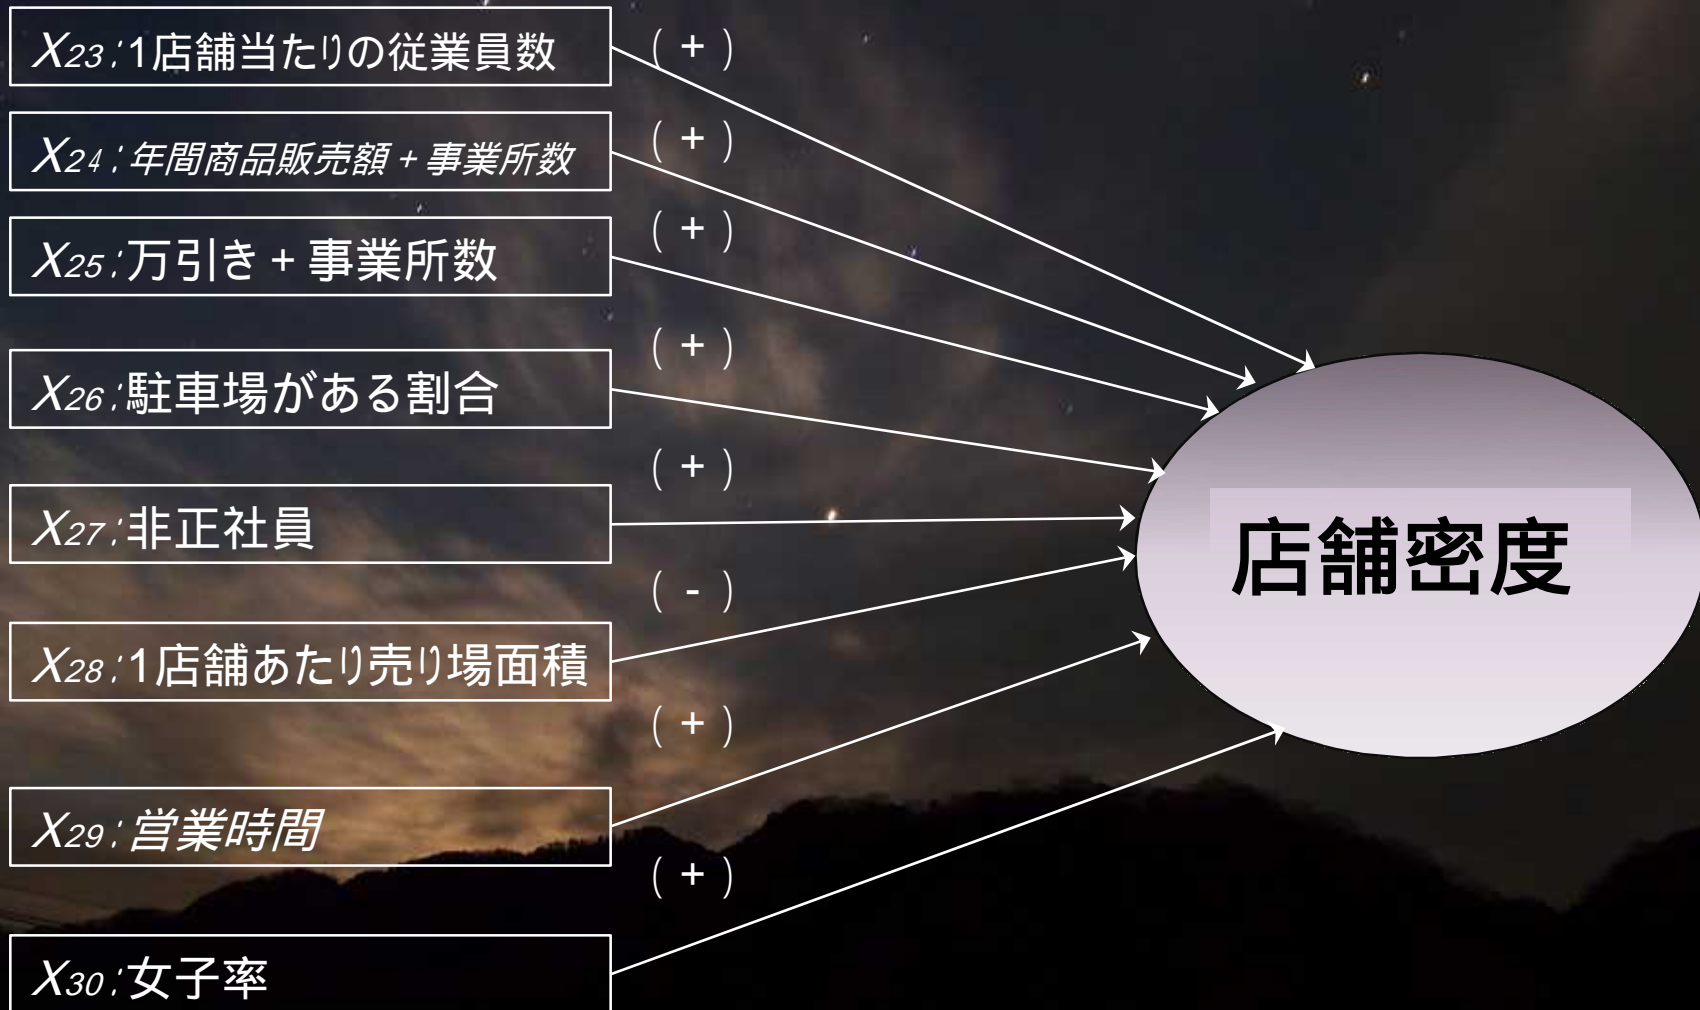 X23:1店舗当たりの従業員数
(+)
X24:年間商品販売額+事業所数
(+)
X25:万引き+事業所数
(+)
X26:駐車場がある割合
(+)
X27:非正社員
(+)
X28:1店舗あたり売り場面積
(-)
X29:営業時間
(+)
X30:女子率
(+)
店舗密度